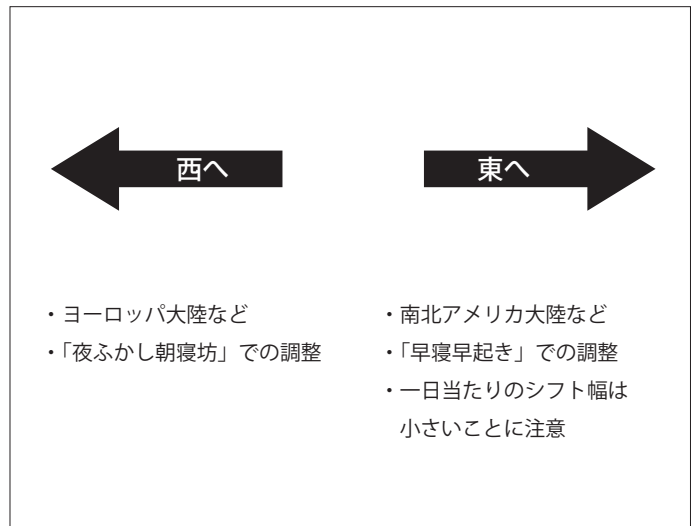 西へ
東へ
・ヨーロッパ大陸など
・「夜ふかし朝寝坊」での調整
・南北アメリカ大陸など
・「早寝早起き」での調整
・一日当たりのシフト幅は
小さいことに注意